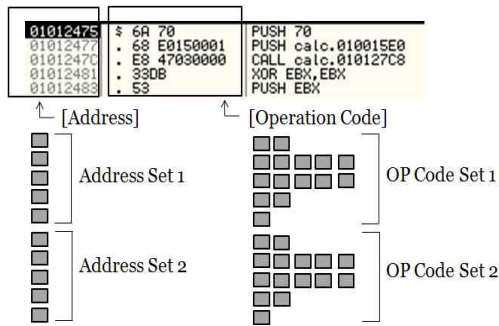 01012475 $ 6A 70 PUSH 70
01012477 . 68 E0150001 PUSH calc.010015E0
0101247C . E8 47030000 CALL calc.010127C8
01012481 . 33DB XOR EBX,EBX
01012483 . 53 PUSH EBX
[Address] [Operation Code]
Address Set 1 OP Code Set 1
Address Set 2 OP Code Set 2